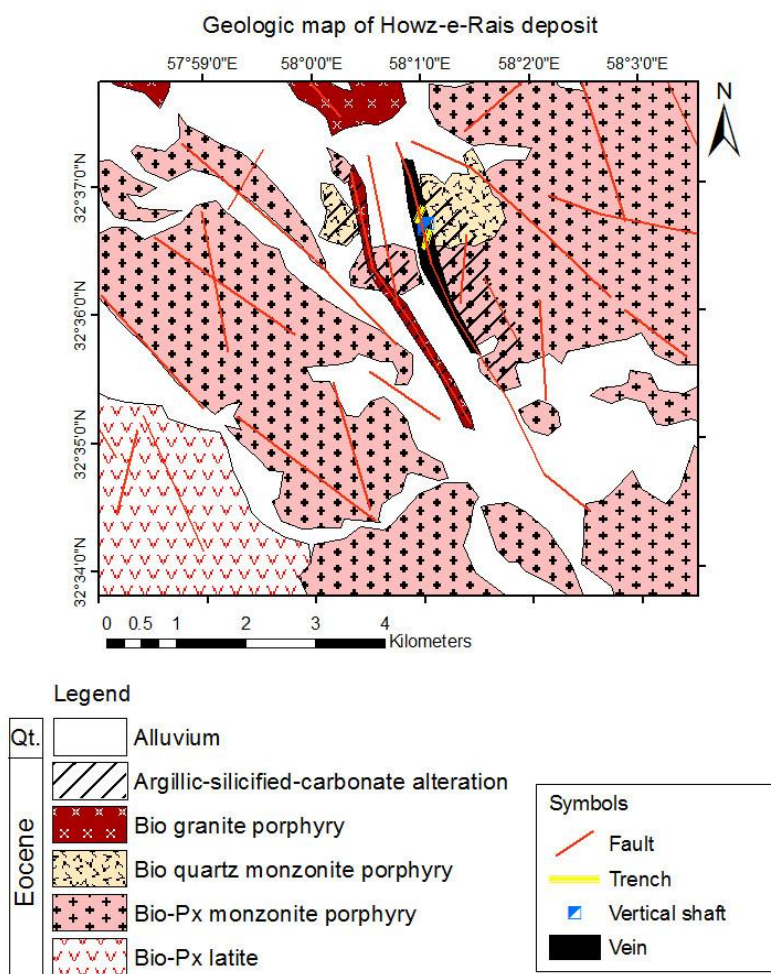 Geologic map of Howz-e-Rais deposit
57°59'0"E 58°0'0"E 58°1'0"E 58°2'0"E 58°3'0"E
N
32°37'0"N
32°36'0"N
32°35'0"N
32°34'0"N
0 0.5 1 2 3 4
Kilometers
Legend
Qt.
Alluvium
Eocene
Argillic-silicified-carbonate alteration
Bio granite porphyry
Bio quartz monzonite porphyry
Bio-Px monzonite porphyry
Bio-Px latite
Symbols
Fault
Trench
Vertical shaft
Vein